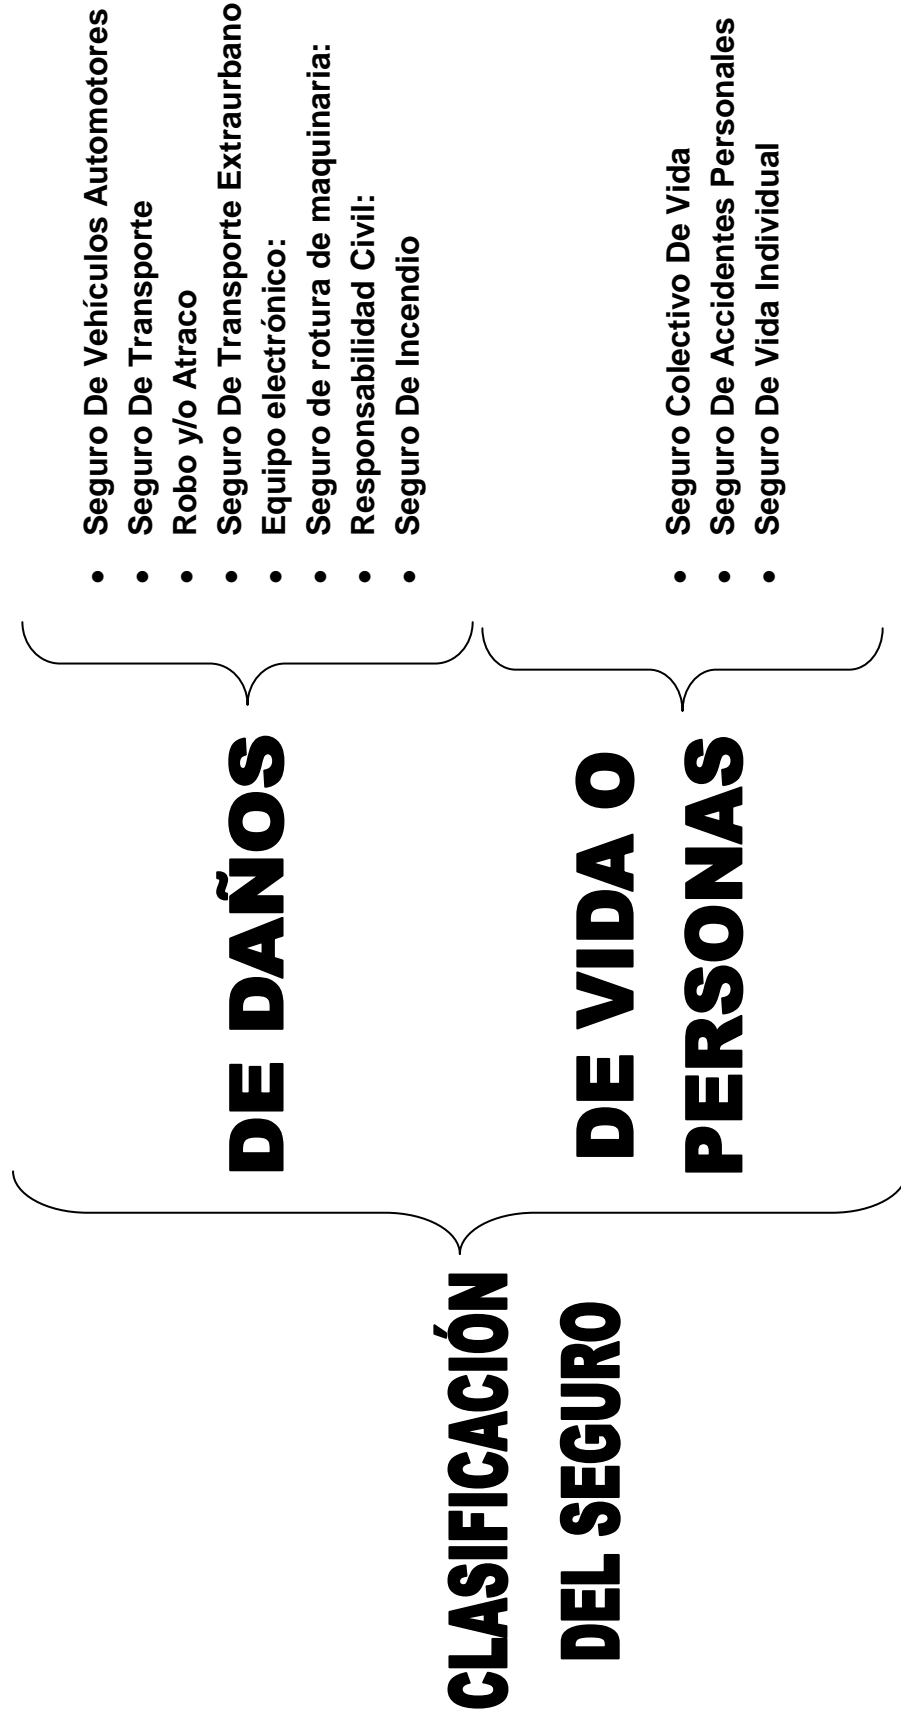 CLASIFICACIÓN
DEL SEGURO
DE DAÑOS
• Seguro De Vehículos Automotores
• Seguro De Transporte
• Robo y/o Atraco
• Seguro De Transporte Extraurbano
• Equipo electrónico:
• Seguro de rotura de maquinaria:
• Responsabilidad Civil:
• Seguro De Incendio
DE VIDA O
PERSONAS
• Seguro Colectivo De Vida
• Seguro De Accidentes Personales
• Seguro De Vida Individual